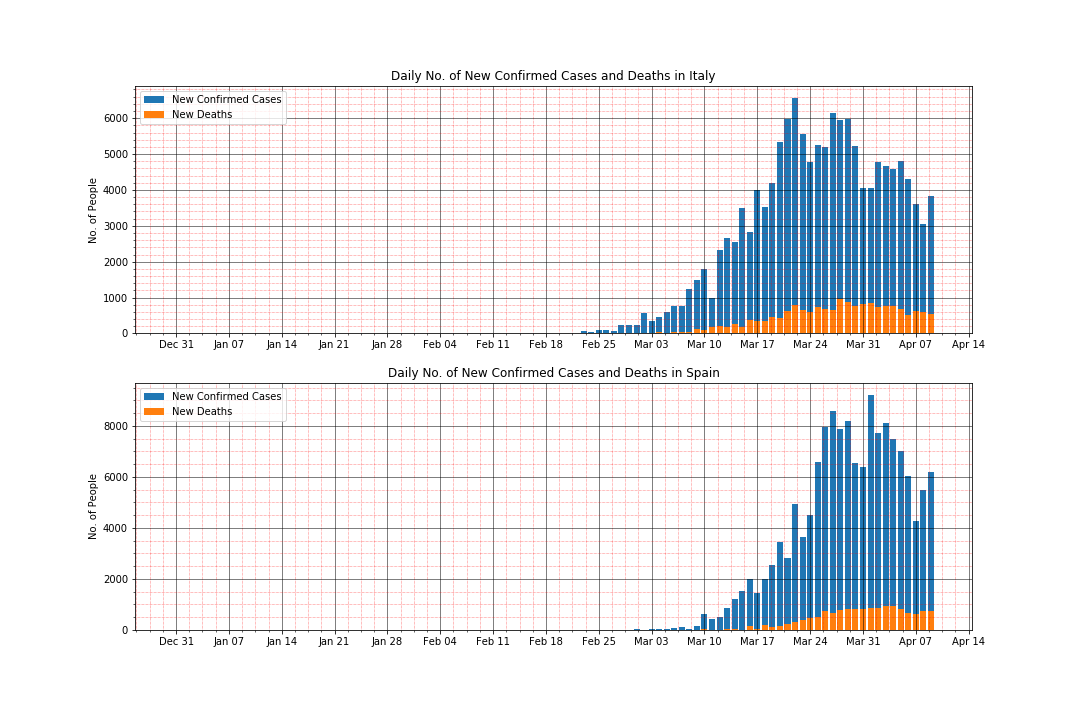 Daily No. of New Confirmed Cases and Deaths in Italy
New Confirmed Cases
New Deaths
No. of People
6000
5000
4000
3000
2000
1000
0
Dec 31 Jan 07 Jan 14 Jan 21 Jan 28 Feb 04 Feb 11 Feb 18 Feb 25 Mar 03 Mar 10 Mar 17 Mar 24 Mar 31 Apr 07 Apr 14
Daily No. of New Confirmed Cases and Deaths in Spain
New Confirmed Cases
New Deaths
No. of People
8000
6000
4000
2000
0
Dec 31 Jan 07 Jan 14 Jan 21 Jan 28 Feb 04 Feb 11 Feb 18 Feb 25 Mar 03 Mar 10 Mar 17 Mar 24 Mar 31 Apr 07 Apr 14